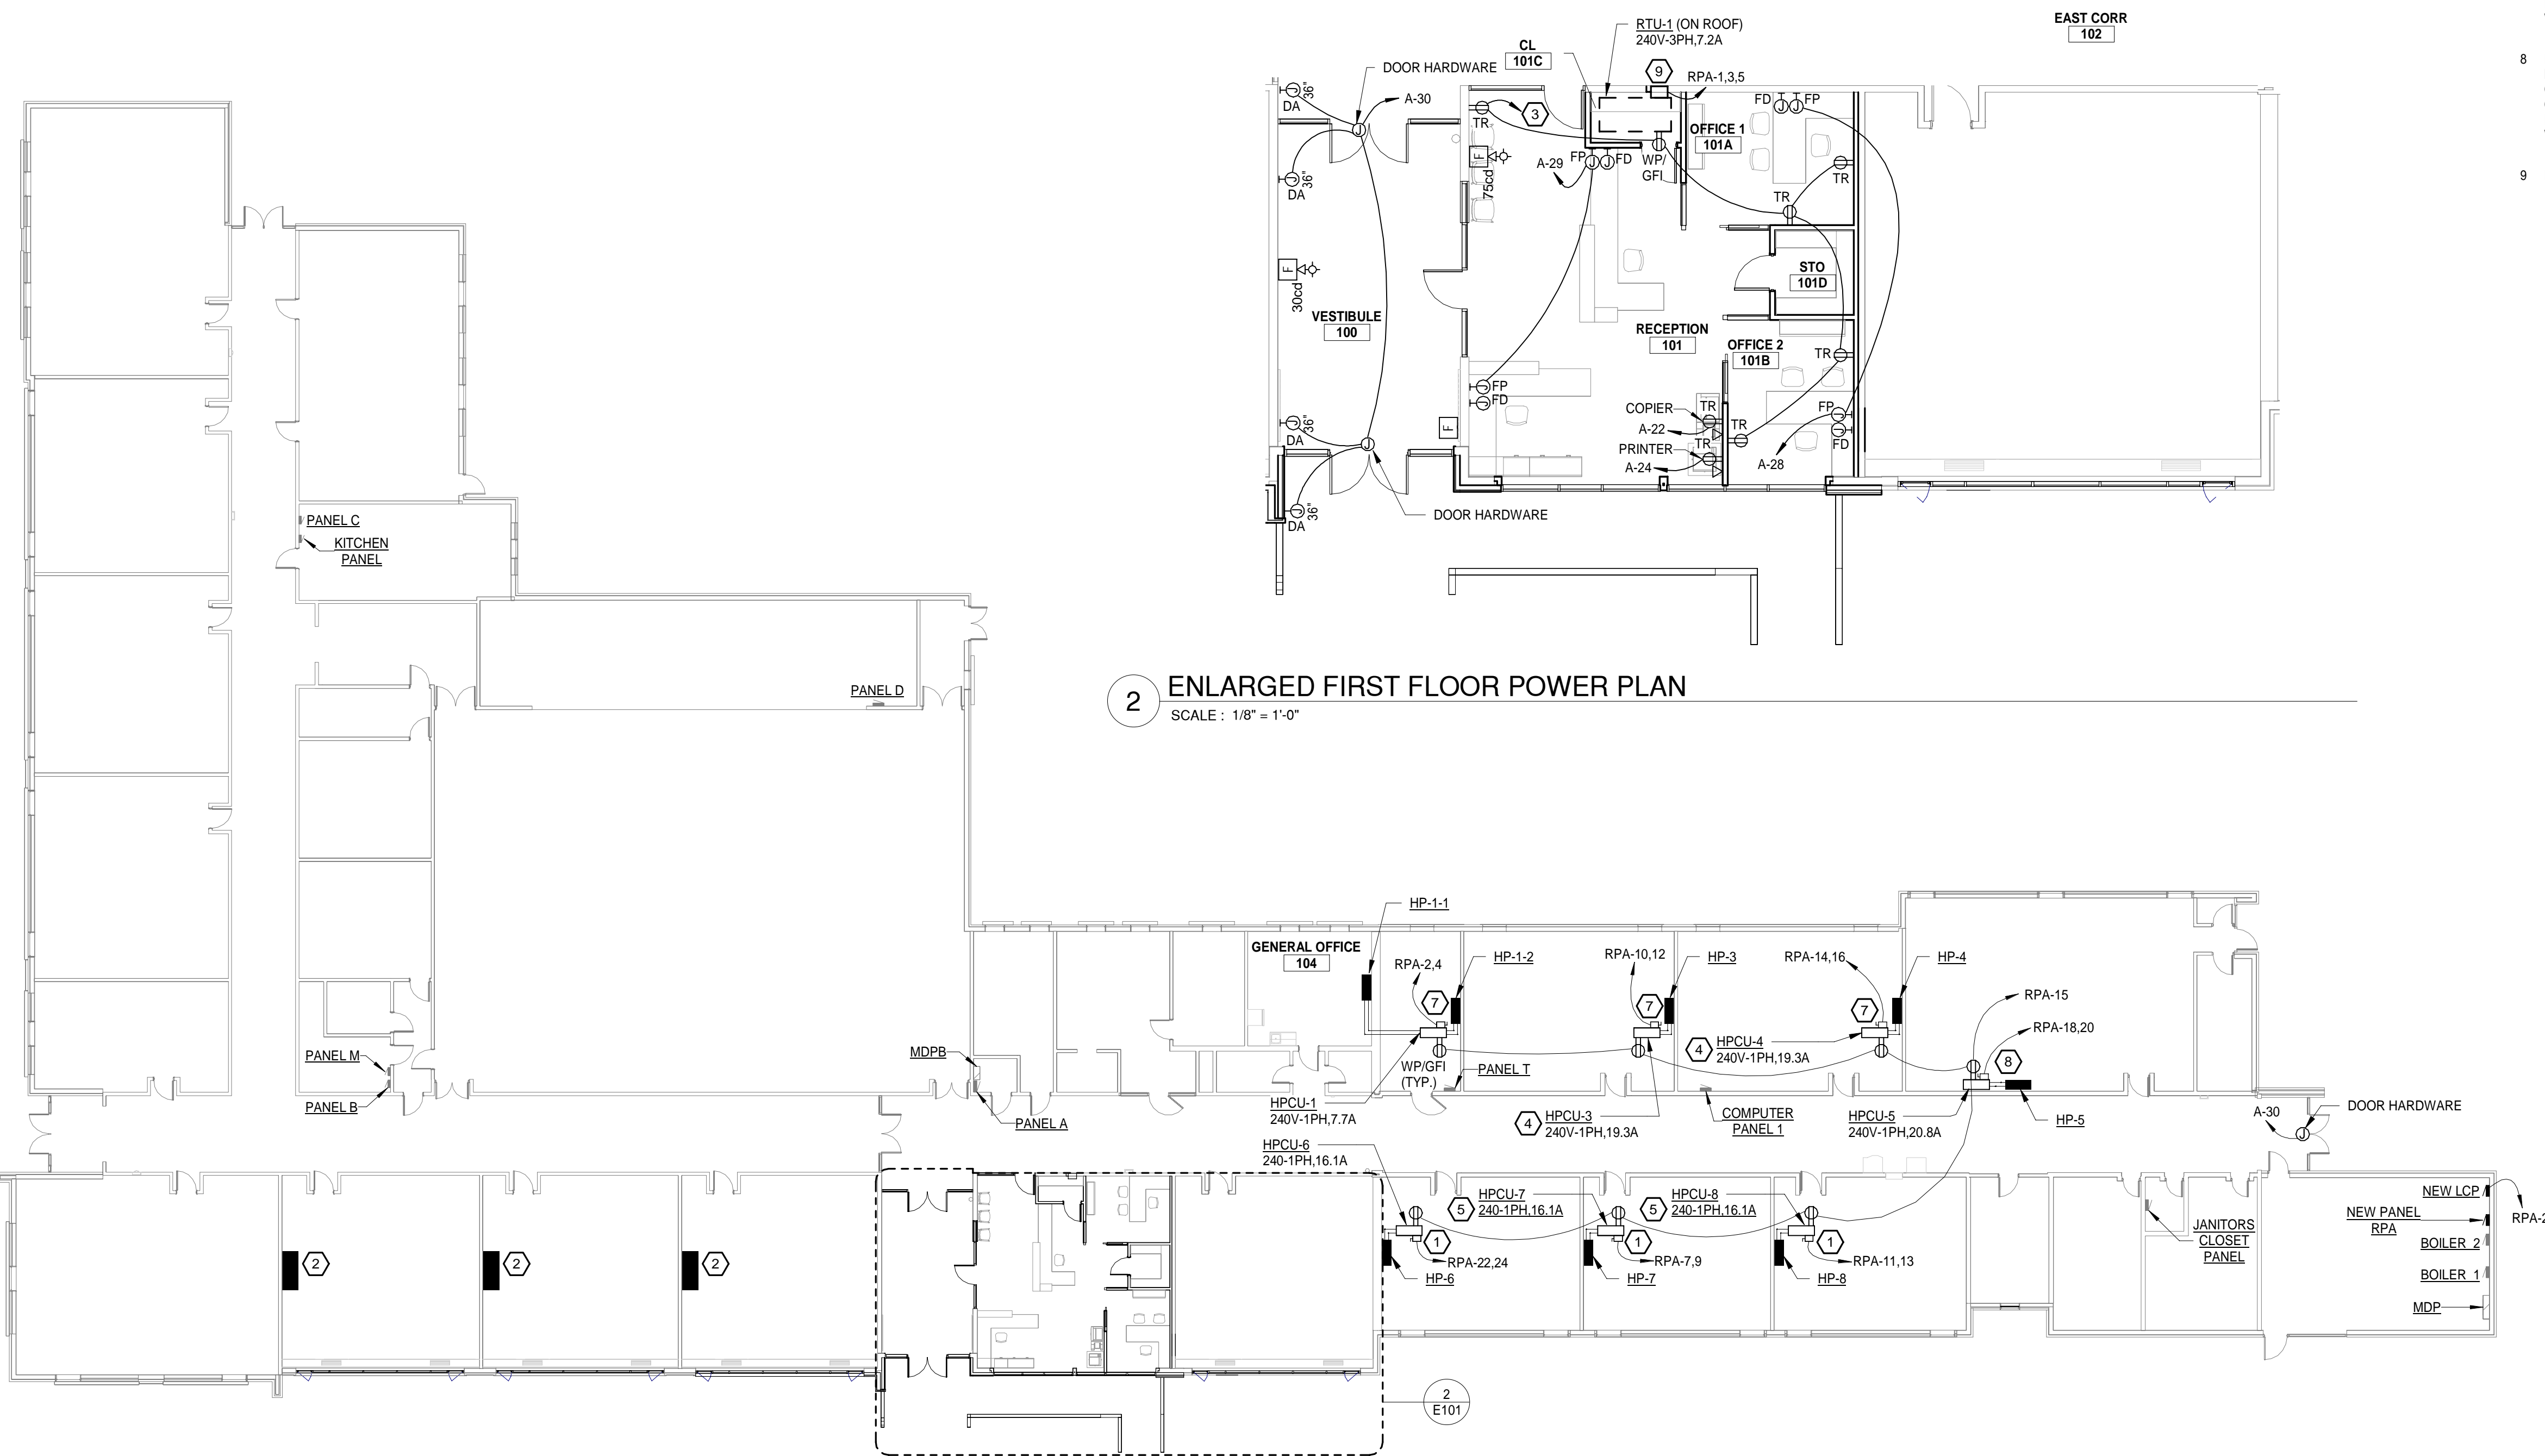 EAST CORR
102
RTU-1 (ON ROOF)
240V-3PH,7.2A
CL
101C
DOOR HARDWARE
9
RPA-1,3,5
8
9
36"
DA
A-30
3
TR
FD
FP
OFFICE 1
101A
F
75cd
A-29
FP
FD
WP/
GFI
TR
TR
36"
DA
F
30cd
STO
101D
VESTIBULE
100
RECEPTION
101
OFFICE 2
101B
TR
FP
FD
COPIER
TR
A-22
TR
PRINTER
TR
A-24
FP
FD
A-28
F
36"
DA
36"
DA
DOOR HARDWARE
2
ENLARGED FIRST FLOOR POWER PLAN
SCALE : 1/8" = 1'-0"
PANEL C
KITCHEN
PANEL
PANEL D
HP-1-1
GENERAL OFFICE
104
RPA-2,4
HP-1-2
RPA-10,12
HP-3
RPA-14,16
HP-4
7
7
7
RPA-15
RPA-18,20
8
4
HPCU-4
240V-1PH,19.3A
WP/GFI
(TYP.)
PANEL T
MDPB
PANEL A
PANEL M
PANEL B
HPCU-1
240V-1PH,7.7A
4
HPCU-3
240V-1PH,19.3A
COMPUTER
PANEL 1
HPCU-5
240V-1PH,20.8A
HP-5
A-30
DOOR HARDWARE
HPCU-6
240-1PH,16.1A
5
HPCU-7
240-1PH,16.1A
5
HPCU-8
240-1PH,16.1A
1
RPA-22,24
HP-6
1
RPA-7,9
HP-7
1
RPA-11,13
HP-8
2
2
2
JANITORS
CLOSET
PANEL
NEW LCP
NEW PANEL
RPA
RPA-2
BOILER 2
BOILER 1
MDP
2
E101